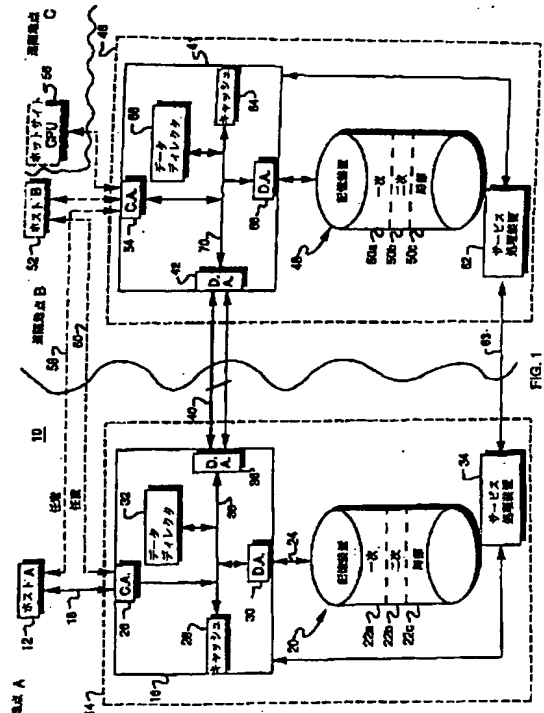 地点 A
12
ホストA
18
任意
任意
58
60
10
遠隔地点 B
52
ホストB
ホットサイト
CPU
56
遠隔地点
C
46
16
26
C.A.
32
データ
ディレクタ
28
キャッシュ
38
D.A.
36
30
D.A.
24
40
54
C.A.
41
データ
ディレクタ
68
42
D.A.
70
キャッシュ
64
D.A.
66
20
記憶装置
22a
一次
22b
二次
22c
局部
48
記憶装置
50a
一次
50b
二次
50c
局部
サービス
処理装置
34
63
サービス
処理装置
62
FIG. 1